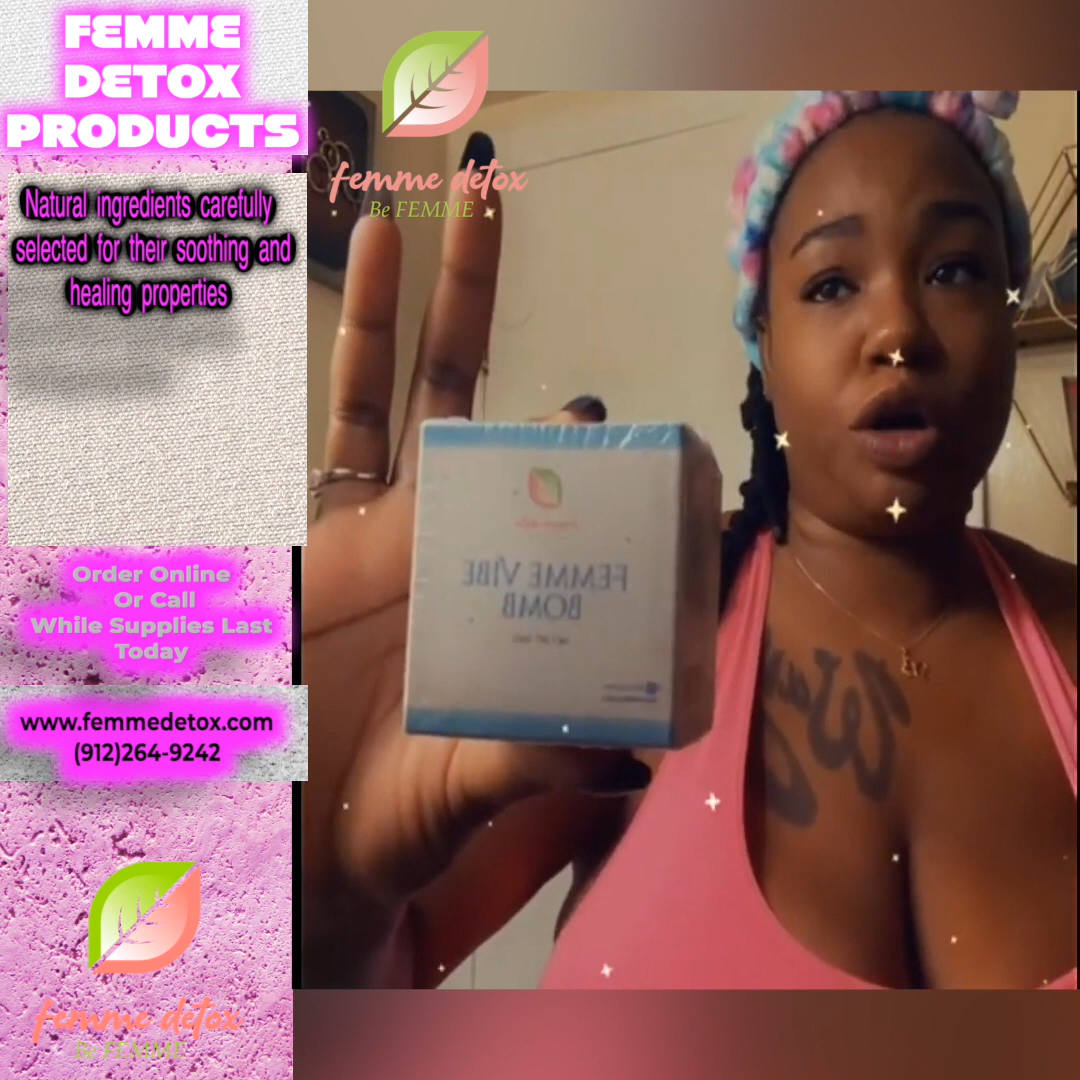 FEMME
DETOX
PRODUCTS
Natural ingredients carefully
selected for their soothing and
healing properties
Order Online
Or Call
While Supplies Last
Today
www.femmedetox.com
(912)264-9242
femme detox
Be FEMME
femme detox
Be FEMME
FEMME VIBE
BOMB